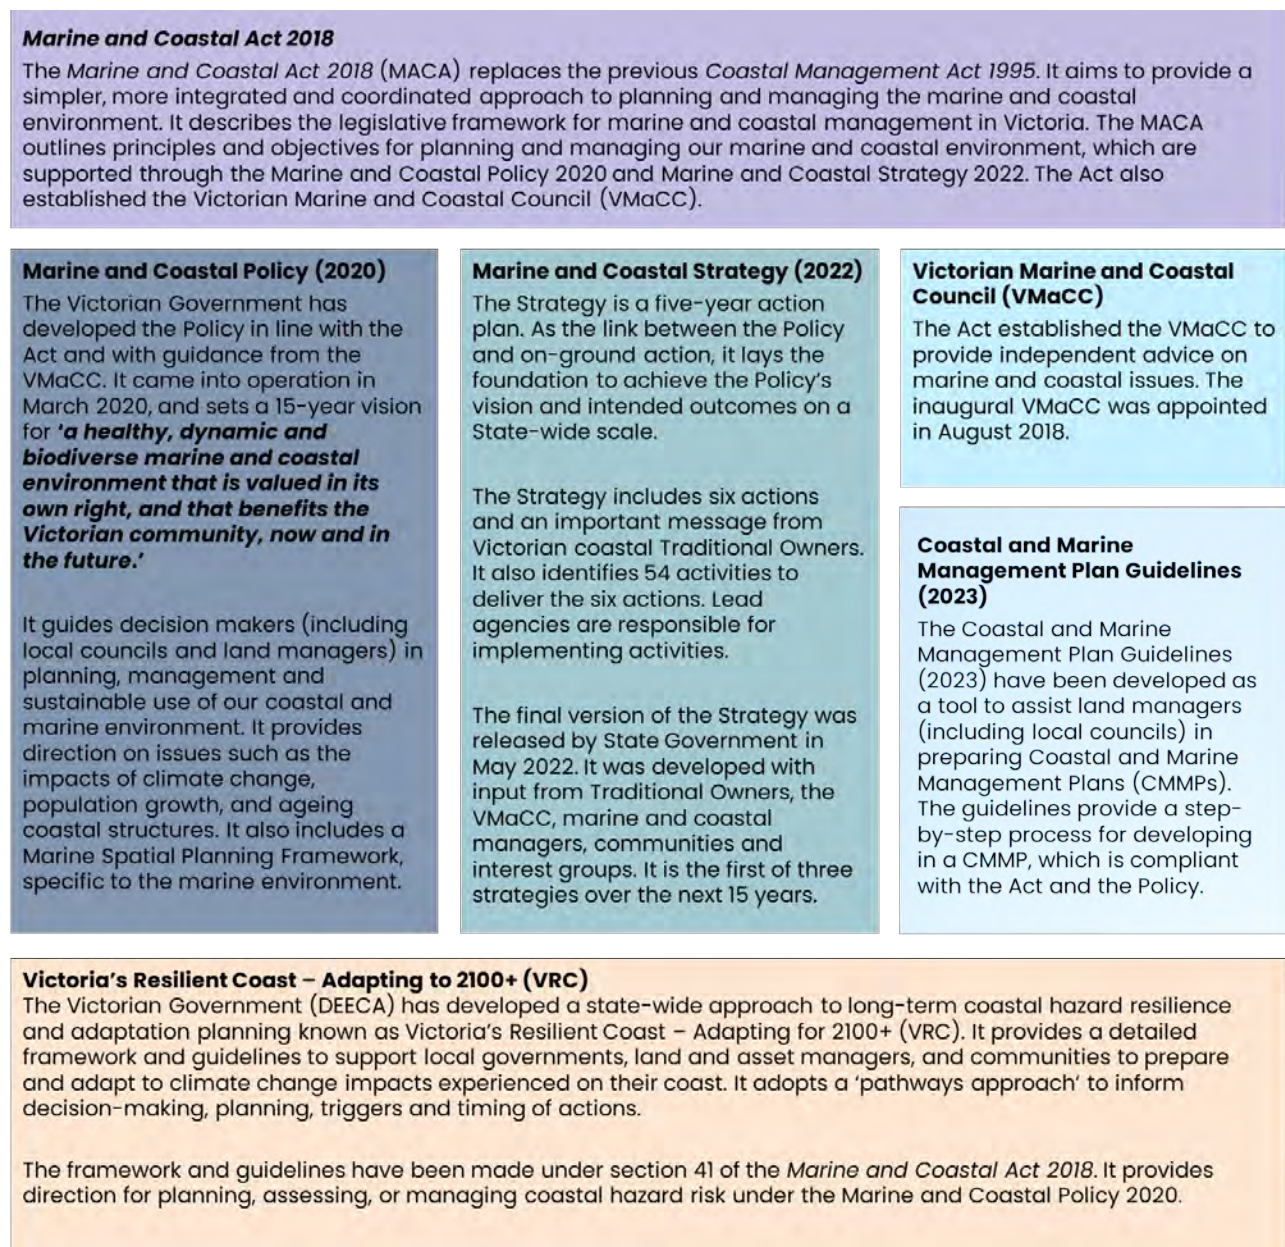 Marine and Coastal Act 2018
The Marine and Coastal Act 2018 (MACA) replaces the previous Coastal Management Act 1995. It aims to provide a
simpler, more integrated and coordinated approach to planning and managing the marine and coastal
environment. It describes the legislative framework for marine and coastal management in Victoria. The MACA
outlines principles and objectives for planning and managing our marine and coastal environment, which are
supported through the Marine and Coastal Policy 2020 and Marine and Coastal Strategy 2022. The Act also
established the Victorian Marine and Coastal Council (VMaCC).
Marine and Coastal Policy (2020)
The Victorian Government has
developed the Policy in line with the
Act and with guidance from the
VMaCC. It came into operation in
March 2020, and sets a 15-year vision
for ‘a healthy, dynamic and
biodiverse marine and coastal
environment that is valued in its
own right, and that benefits the
Victorian community, now and in
the future.’
It guides decision makers (including
local councils and land managers) in
planning, management and
sustainable use of our coastal and
marine environment. It provides
direction on issues such as the
impacts of climate change,
population growth, and ageing
coastal structures. It also includes a
Marine Spatial Planning Framework,
specific to the marine environment.
Marine and Coastal Strategy (2022)
The Strategy is a five-year action
plan. As the link between the Policy
and on-ground action, it lays the
foundation to achieve the Policy’s
vision and intended outcomes on a
State-wide scale.
The Strategy includes six actions
and an important message from
Victorian coastal Traditional Owners.
It also identifies 54 activities to
deliver the six actions. Lead
agencies are responsible for
implementing activities.
The final version of the Strategy was
released by State Government in
May 2022. It was developed with
input from Traditional Owners, the
VMaCC, marine and coastal
managers, communities and
interest groups. It is the first of three
strategies over the next 15 years.
Victorian Marine and Coastal
Council (VMaCC)
The Act established the VMaCC to
provide independent advice on
marine and coastal issues. The
inaugural VMaCC was appointed
in August 2018.
Coastal and Marine
Management Plan Guidelines
(2023)
The Coastal and Marine
Management Plan Guidelines
(2023) have been developed as
a tool to assist land managers
(including local councils) in
preparing Coastal and Marine
Management Plans (CMMPs).
The guidelines provide a step-
by-step process for developing
in a CMMP, which is compliant
with the Act and the Policy.
Victoria’s Resilient Coast – Adapting to 2100+ (VRC)
The Victorian Government (DEECA) has developed a state-wide approach to long-term coastal hazard resilience
and adaptation planning known as Victoria’s Resilient Coast – Adapting for 2100+ (VRC). It provides a detailed
framework and guidelines to support local governments, land and asset managers, and communities to prepare
and adapt to climate change impacts experienced on their coast. It adopts a ‘pathways approach’ to inform
decision-making, planning, triggers and timing of actions.
The framework and guidelines have been made under section 41 of the Marine and Coastal Act 2018. It provides
direction for planning, assessing, or managing coastal hazard risk under the Marine and Coastal Policy 2020.